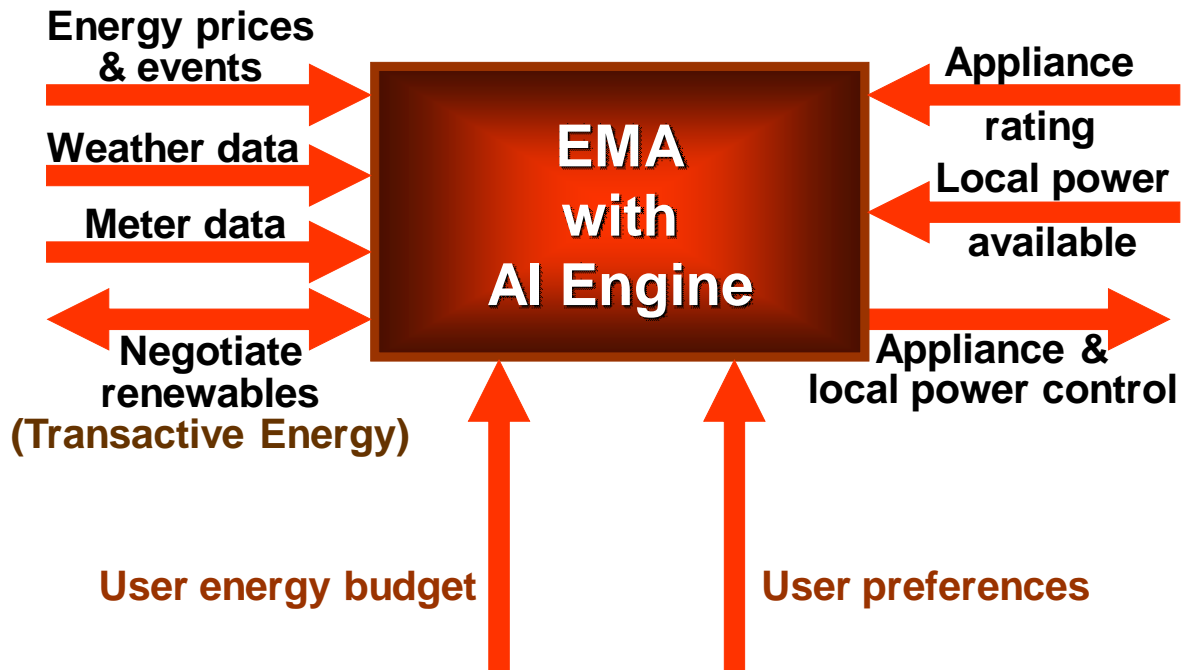 Energy prices
& events
Weather data
Meter data
Negotiate
renewables
(Transactive Energy)
EMA
with
AI Engine
Appliance
rating
Local power
available
Appliance &
local power control
User energy budget
User preferences